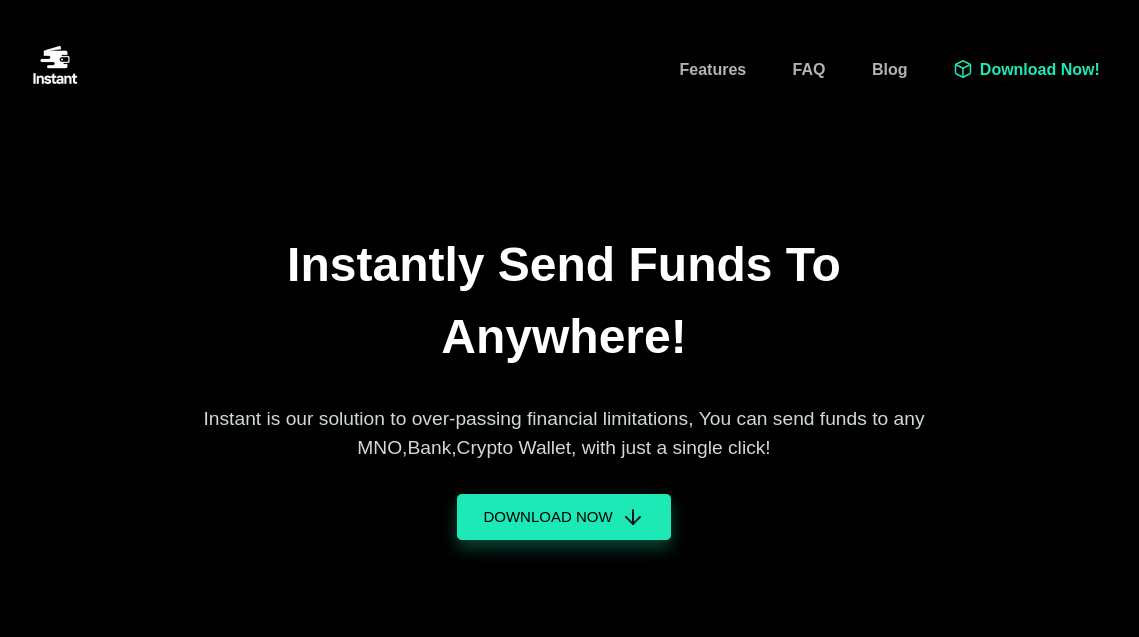 Instant
Features
FAQ
Blog
Download Now!
Instantly Send Funds To
Anywhere!
Instant is our solution to over-passing financial limitations, You can send funds to any
MNO,Bank,Crypto Wallet, with just a single click!
DOWNLOAD NOW